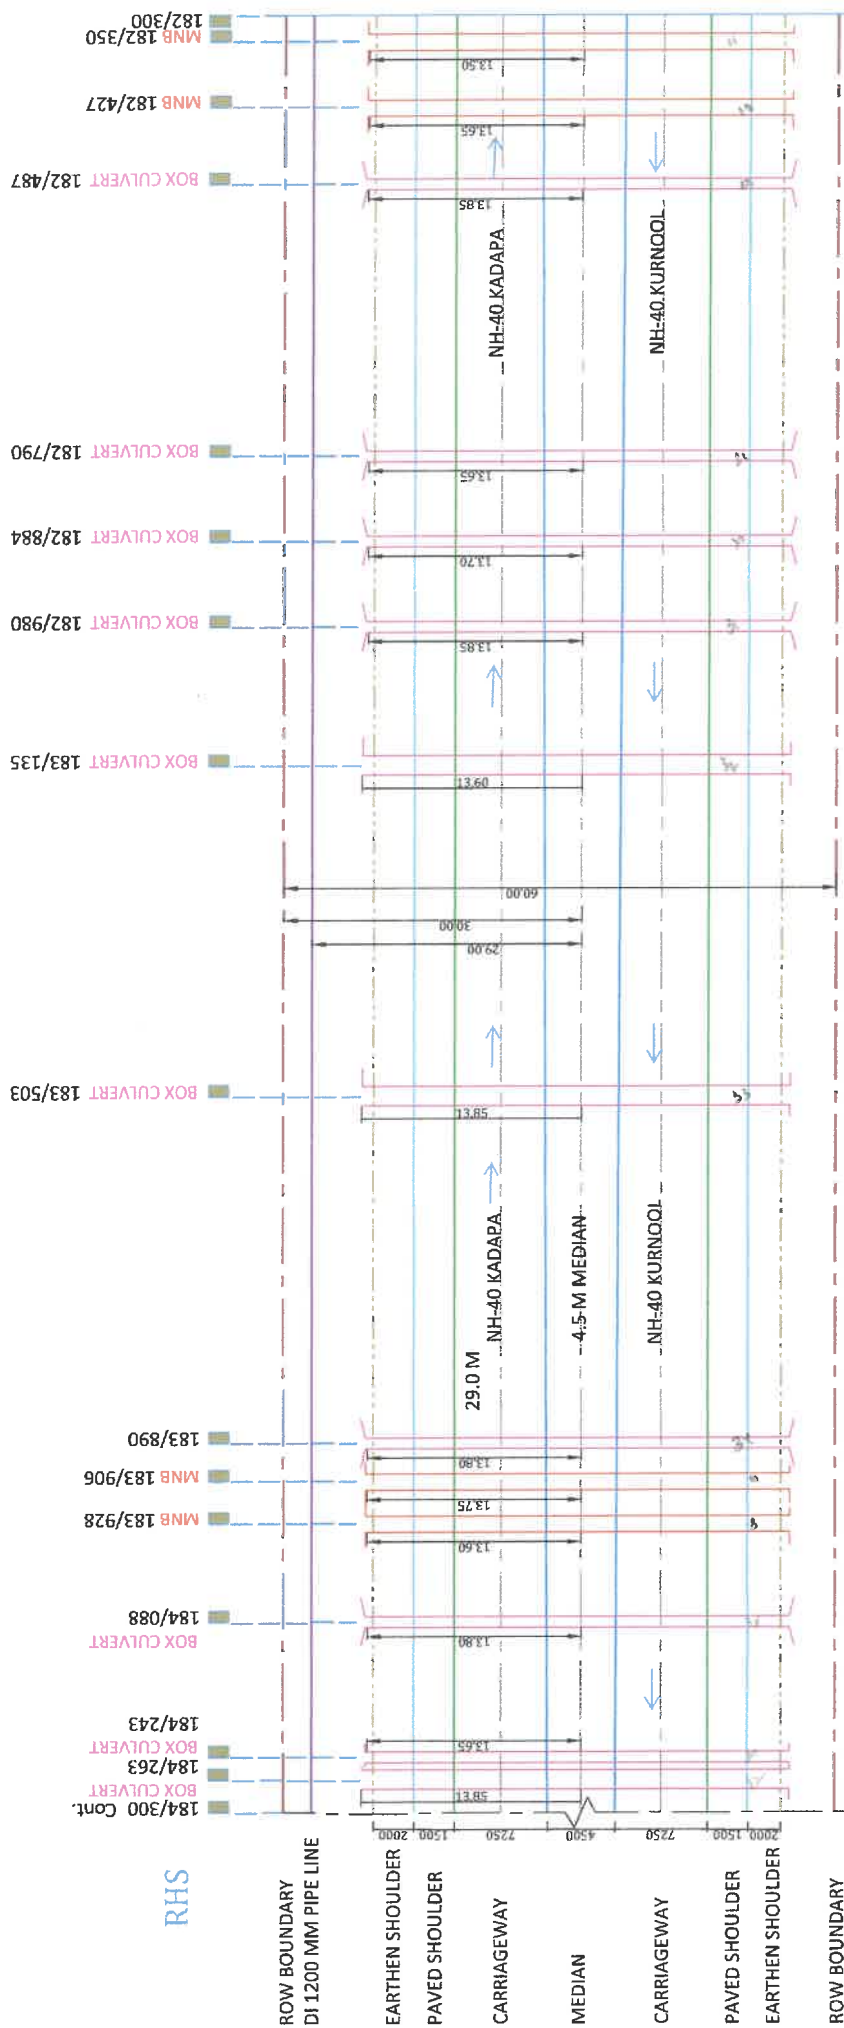 182/300
MNB 182/350
MNB 182/427
BOX CULVERT 182/487
BOX CULVERT 182/790
BOX CULVERT 182/884
BOX CULVERT 182/980
BOX CULVERT 183/135
BOX CULVERT 183/503
183/890
MNB 183/906
MNB 183/928
184/088
BOX CULVERT
184/243
BOX CULVERT
184/263
BOX CULVERT
184/300 Cont.
13.50
13.65
13.85
NH-40 KADAPA
NH-40 KURNOOL
13.65
13.70
13.85
13.60
60.00
30.00
29.00
13.85
NH-40 KADAPA
29.0 M
4.5 M MEDIAN
NH-40 KURNOOL
13.80
13.75
13.60
13.80
13.65
13.85
2000
1500
7250
4500
7250
1500
2000
RHS
ROW BOUNDARY
DI 1200 MM PIPE LINE
EARTHEN SHOULDER
PAVED SHOULDER
CARRIAGEWAY
MEDIAN
CARRIAGEWAY
PAVED SHOULDER
EARTHEN SHOULDER
ROW BOUNDARY